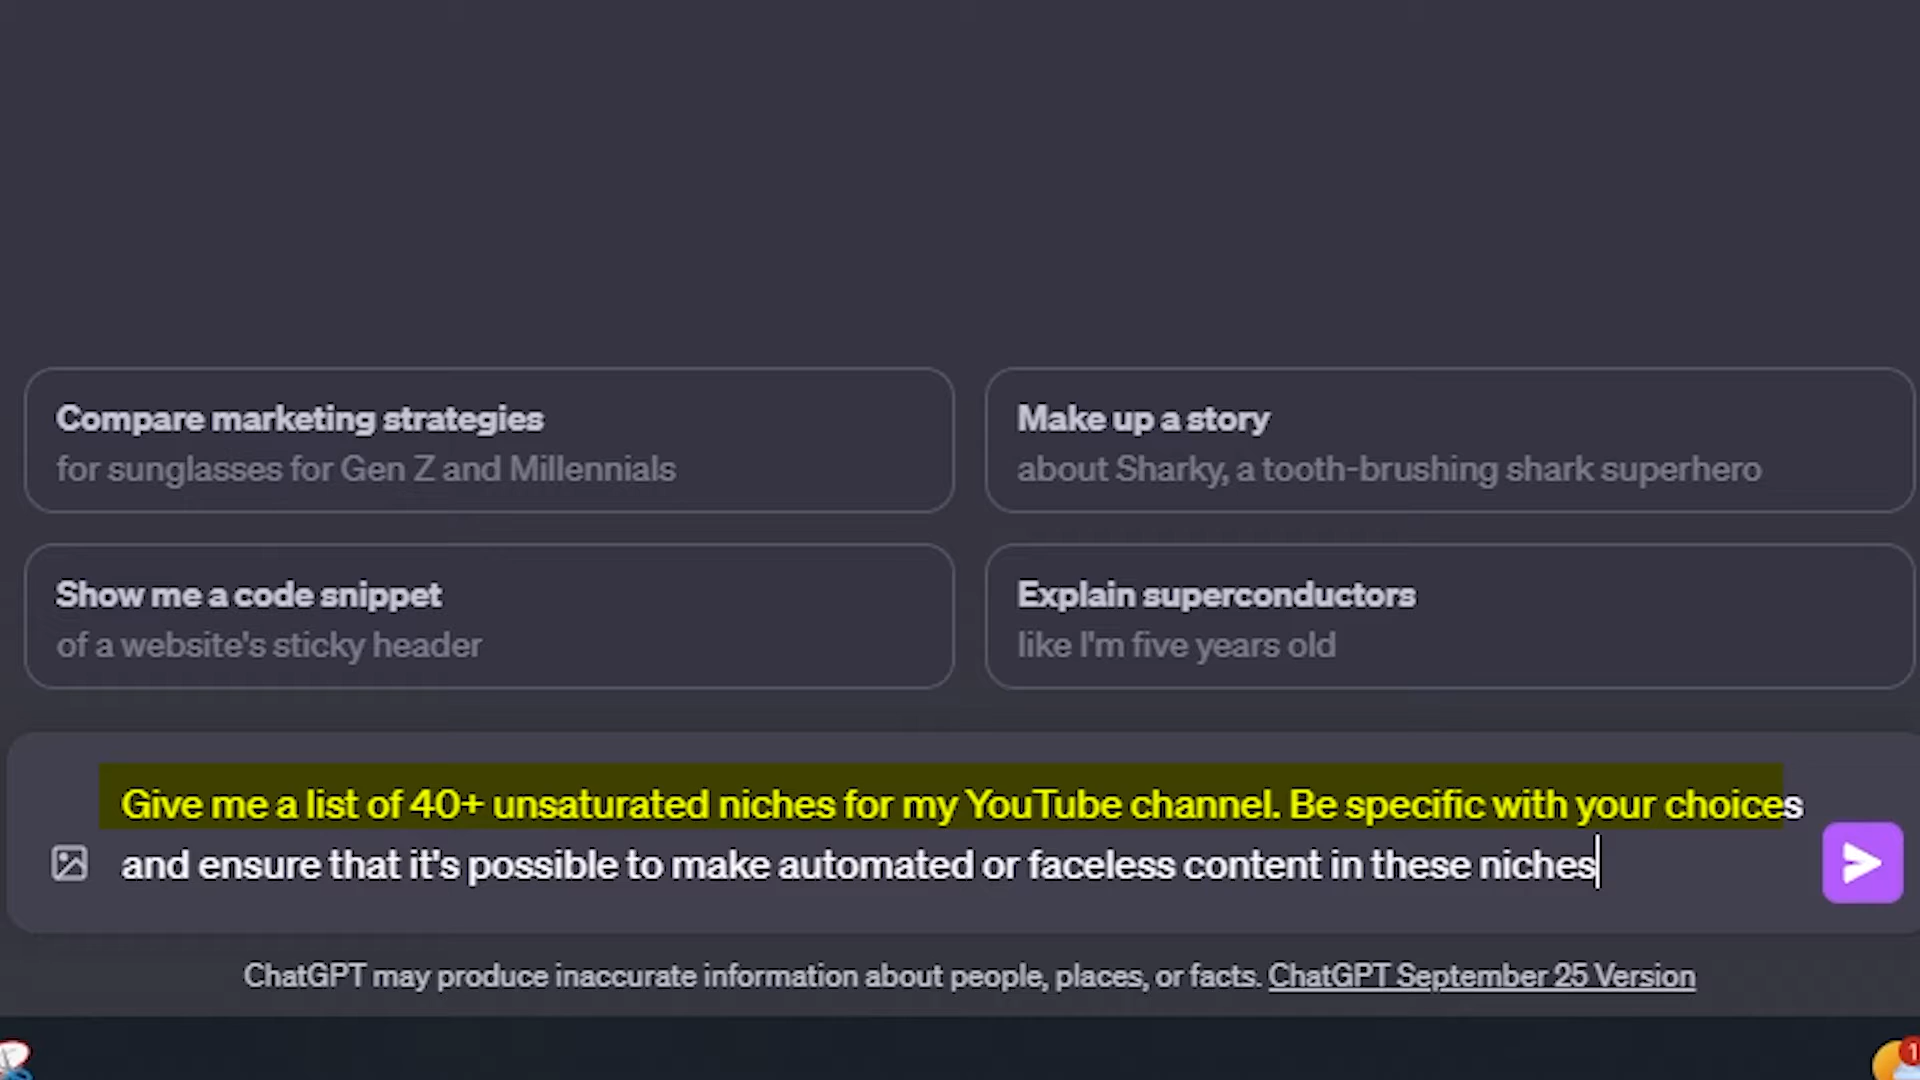 Compare marketing strategies
for sunglasses for Gen Z and Millennials
Make up a story
about Sharky, a tooth-brushing shark superhero
Show me a code snippet
of a website's sticky header
Explain superconductors
like I'm five years old
Give me a list of 40+ unsaturated niches for my YouTube channel. Be specific with your choices
and ensure that it's possible to make automated or faceless content in these niches
ChatGPT may produce inaccurate information about people, places, or facts. ChatGPT September 25 Version
1